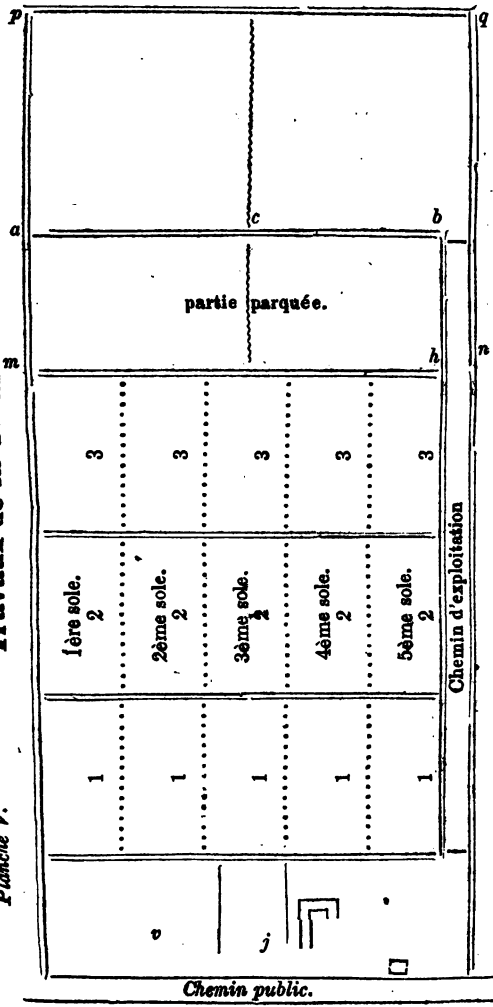 Planche V.
p q
c b
a
partie parquée.
m h n
3 3 3 3 3
1ère sole.
2
2ème sole.
2
3ème sole.
2
4ème sole.
2
5ème sole.
2
Chemin d'exploitation
1 1 1 1 1
v j
Chemin public.